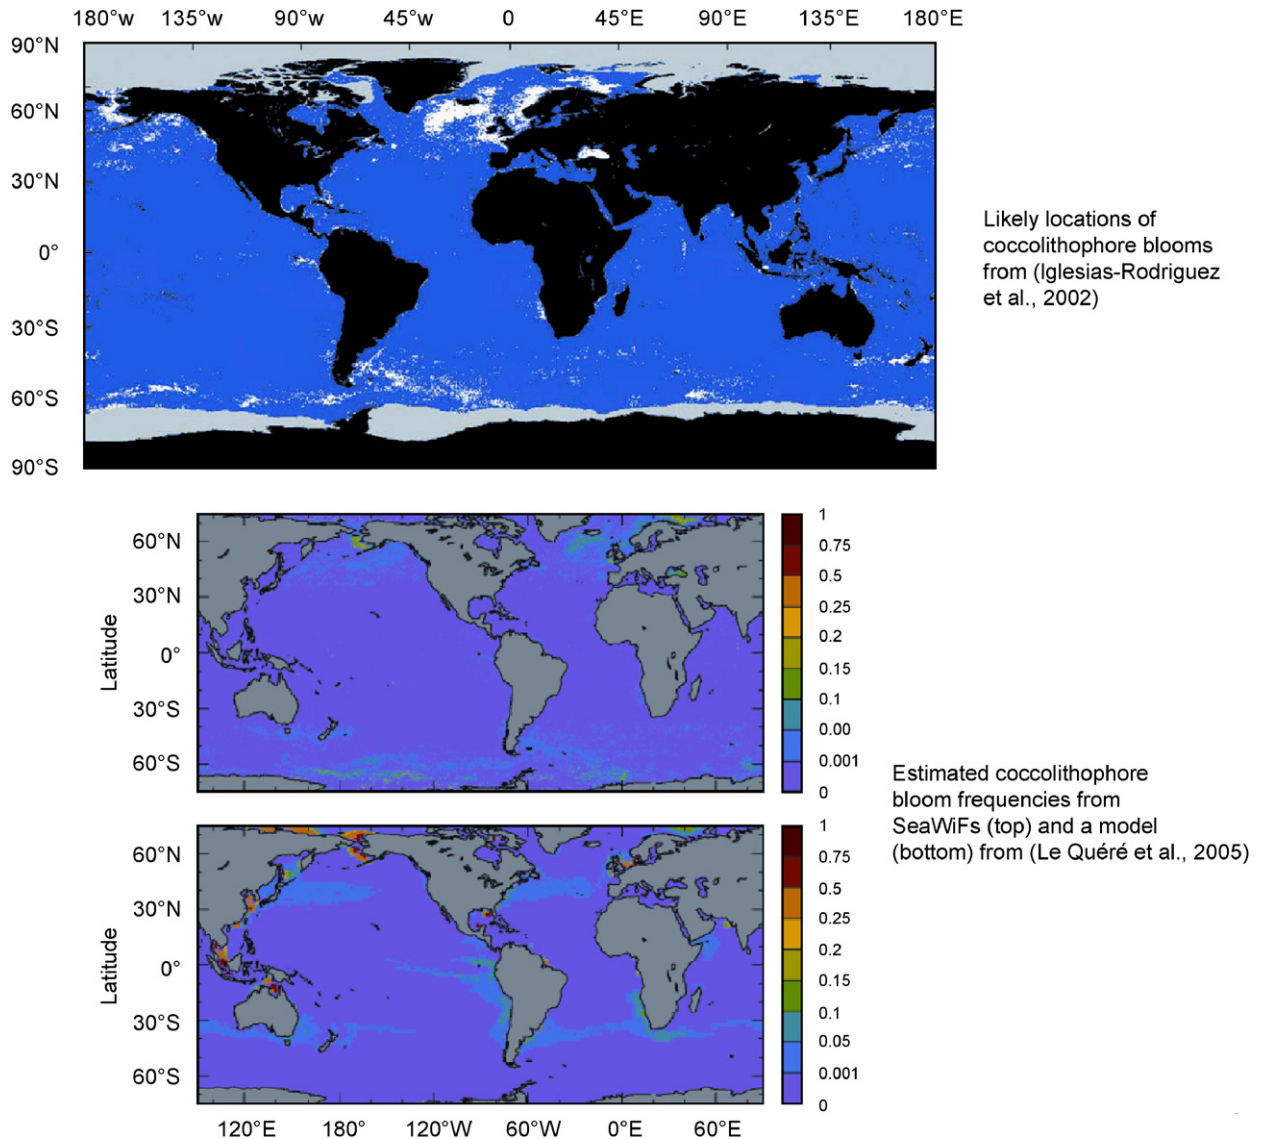 180°w 135°w 90°w 45°w 0 45°E 90°E 135°E 180°E
90°N
60°N
30°N
0°
30°S
60°S
90°S
Likely locations of
coccolithophore blooms
from (Iglesias-Rodriguez
et al., 2002)
60°N
30°N
0°
30°S
60°S
Latitude
1
0.75
0.5
0.25
0.2
0.15
0.1
0.00
0.001
0
Estimated coccolithophore
bloom frequencies from
SeaWiFs (top) and a model
(bottom) from (Le Quéré et al., 2005)
60°N
30°N
0°
30°S
60°S
Latitude
1
0.75
0.5
0.25
0.2
0.15
0.1
0.05
0.001
0
120°E 180° 120°W 60°W 0°E 60°E